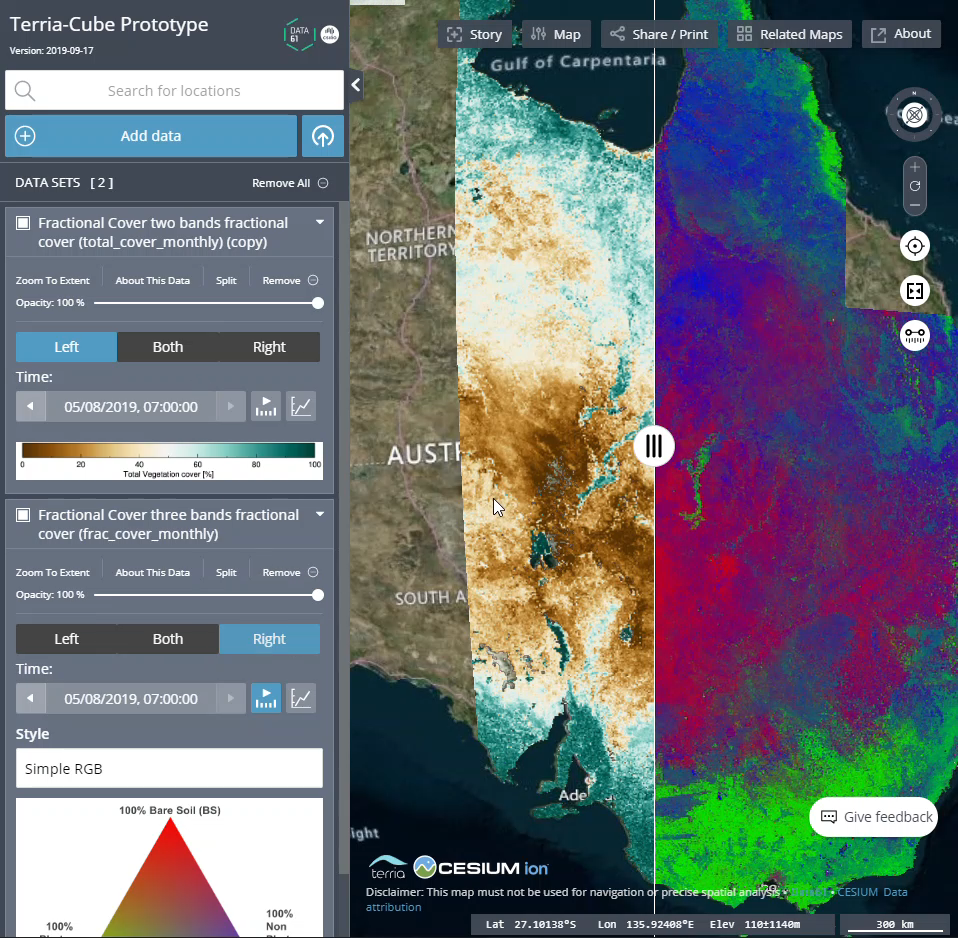 Terria-Cube Prototype
Version: 2019-09-17
DATA
61
Search for locations
Add data
DATA SETS [ 2 ]
Remove All
Fractional Cover two bands fractional
cover (total_cover_monthly) (copy)
Zoom To Extent
About This Data
Split
Remove
Opacity: 100 %
Left
Both
Right
Time:
05/08/2019, 07:00:00
0 20 40 60 80 100
Total Vegetation cover [%]
Fractional Cover three bands fractional
cover (frac_cover_monthly)
Zoom To Extent
About This Data
Split
Remove
Opacity: 100 %
Left
Both
Right
Time:
05/08/2019, 07:00:00
Style
Simple RGB
100% Bare Soil (BS)
100%
100%
Non
Story
Map
Share / Print
Related Maps
About
Gulf of Carpentaria
N
NORTHERN
TERRITORY
AUST
SOUTH A
Ade
ight
Give feedback
terria
CESIUM ion
Disclaimer: This map must not be used for navigation or precise spatial analysis
CESIUM Data
attribution
Lat 27.10138°S Lon 135.92408°E Elev 110±1140m
300 km